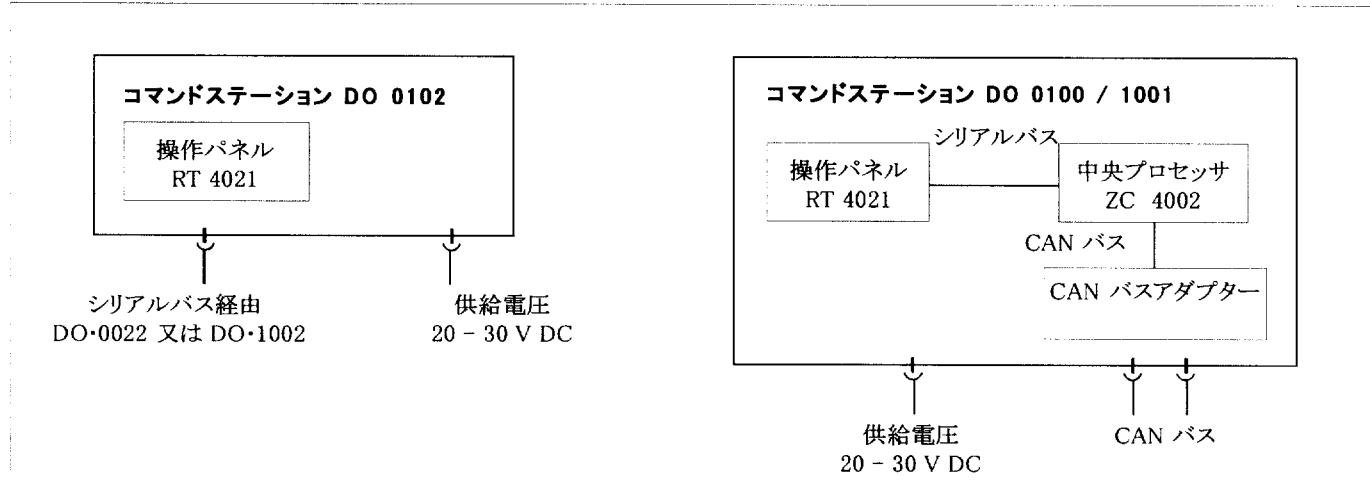 コマンドステーション DO 0102
操作パネル
RT 4021
シリアルバス経由
DO･0022 又は DO･1002
供給電圧
20 - 30 V DC
コマンドステーション DO 0100 / 1001
シリアルバス
操作パネル
RT 4021
中央プロセッサ
ZC 4002
CAN バス
CAN バスアダプター
供給電圧
20 - 30 V DC
CAN バス